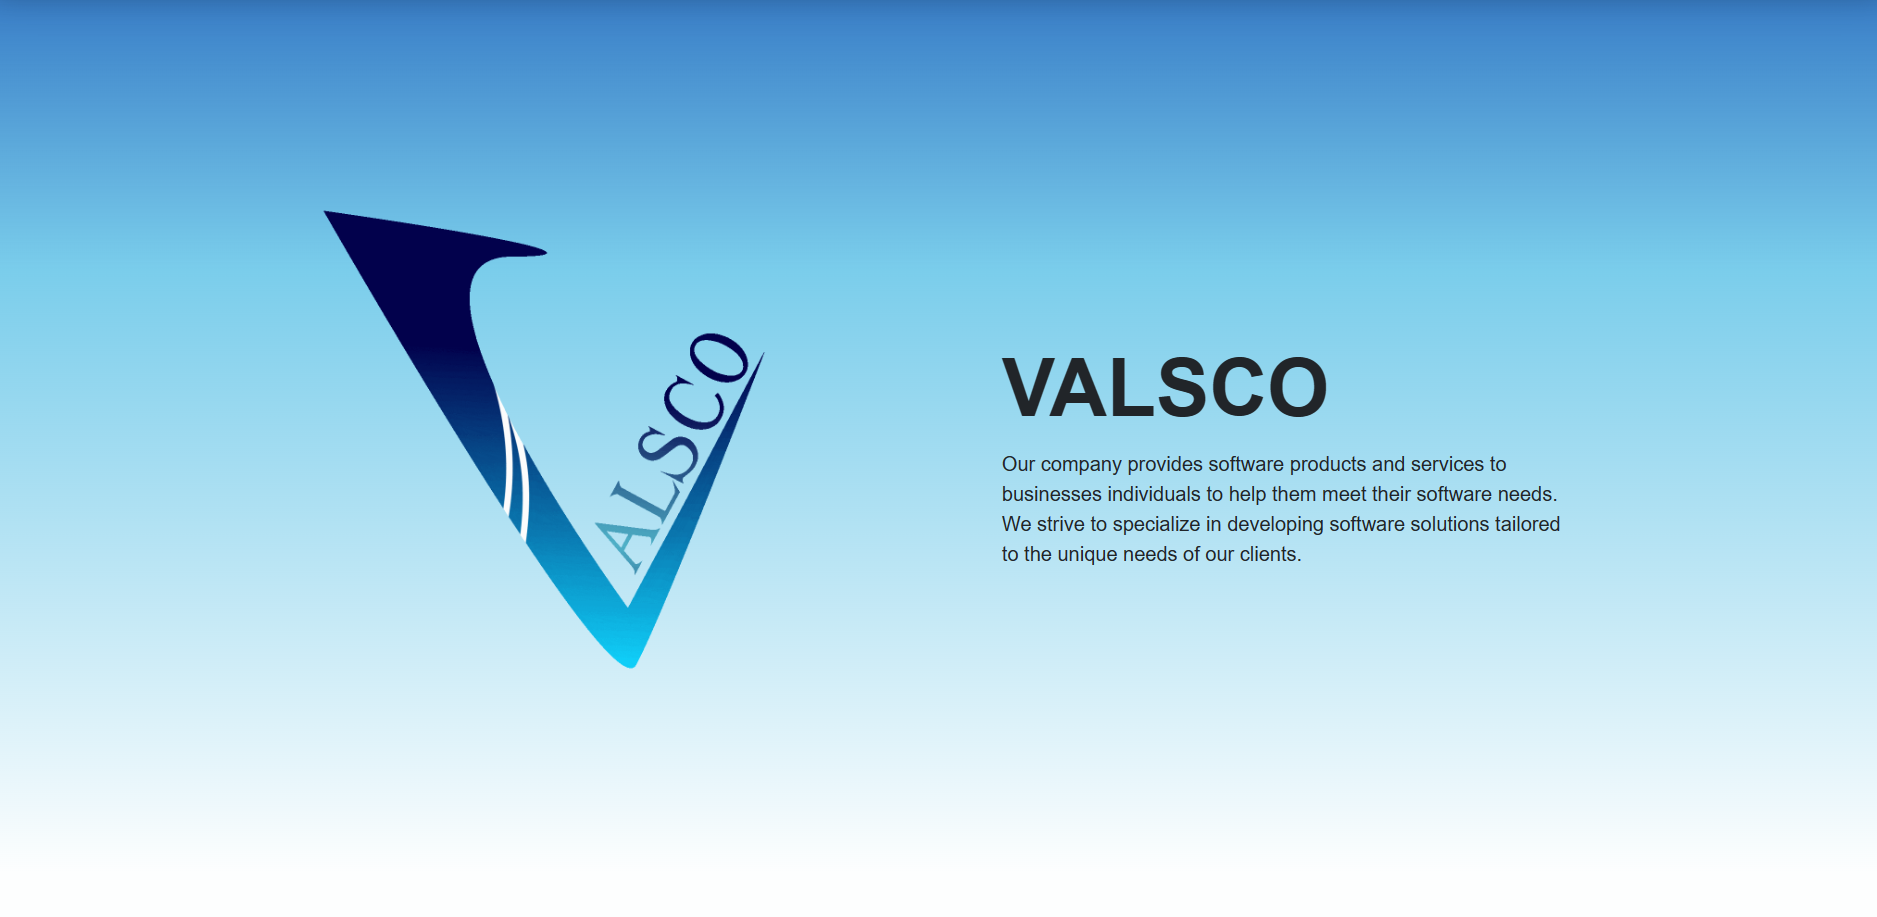 VALSCO
VALSCO
Our company provides software products and services to
businesses individuals to help them meet their software needs.
We strive to specialize in developing software solutions tailored
to the unique needs of our clients.